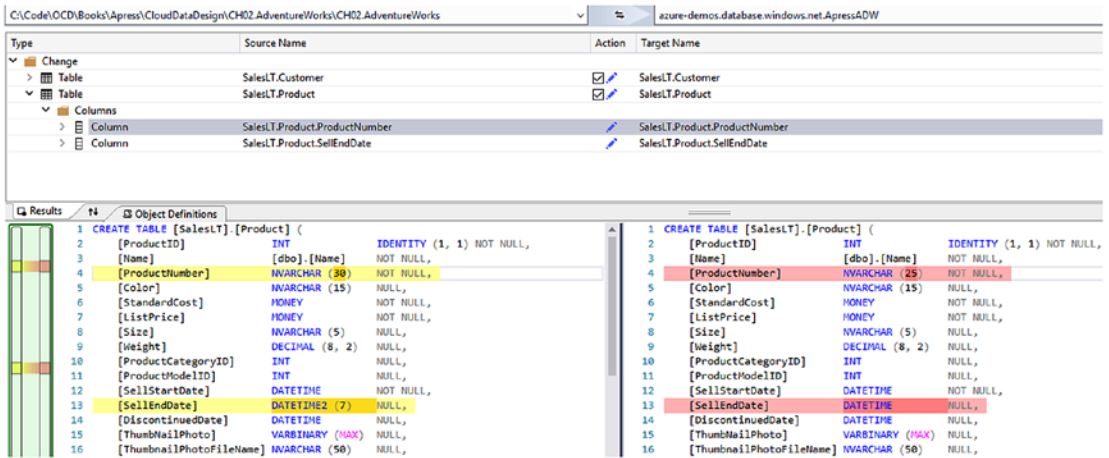 C:\Code\OCD\Books\Apress\CloudDataDesign\CH02.AdventureWorks\CH02.AdventureWorks azure-demos.database.windows.net.ApressADW
Type Source Name Action Target Name
Change
Table SalesLT.Customer SalesLT.Customer
Table SalesLT.Product SalesLT.Product
Columns
Column SalesLT.Product.ProductNumber SalesLT.Product.ProductNumber
Column SalesLT.Product.SellEndDate SalesLT.Product.SellEndDate
Results Object Definitions
1 CREATE TABLE [SalesLT].[Product] (
2 [ProductID] INT IDENTITY (1, 1) NOT NULL,
3 [Name] [dbo].[Name] NOT NULL,
4 [ProductNumber] NVARCHAR (30) NOT NULL,
5 [Color] NVARCHAR (15) NULL,
6 [StandardCost] MONEY NOT NULL,
7 [ListPrice] MONEY NOT NULL,
8 [Size] NVARCHAR (5) NULL,
9 [Weight] DECIMAL (8, 2) NULL,
10 [ProductCategoryID] INT NULL,
11 [ProductModelID] INT NULL,
12 [SellStartDate] DATETIME NOT NULL,
13 [SellEndDate] DATETIME2 (7) NULL,
14 [DiscontinuedDate] DATETIME NULL,
15 [ThumbNailPhoto] VARBINARY (MAX) NULL,
16 [ThumbnailPhotoFileName] NVARCHAR (50) NULL,
1 CREATE TABLE [SalesLT].[Product] (
2 [ProductID] INT IDENTITY (1, 1) NOT NULL,
3 [Name] [dbo].[Name] NOT NULL,
4 [ProductNumber] NVARCHAR (25) NOT NULL,
5 [Color] NVARCHAR (15) NULL,
6 [StandardCost] MONEY NOT NULL,
7 [ListPrice] MONEY NOT NULL,
8 [Size] NVARCHAR (5) NULL,
9 [Weight] DECIMAL (8, 2) NULL,
10 [ProductCategoryID] INT NULL,
11 [ProductModelID] INT NULL,
12 [SellStartDate] DATETIME NOT NULL,
13 [SellEndDate] DATETIME NULL,
14 [DiscontinuedDate] DATETIME NULL,
15 [ThumbNailPhoto] VARBINARY (MAX) NULL,
16 [ThumbnailPhotoFileName] NVARCHAR (50) NULL,